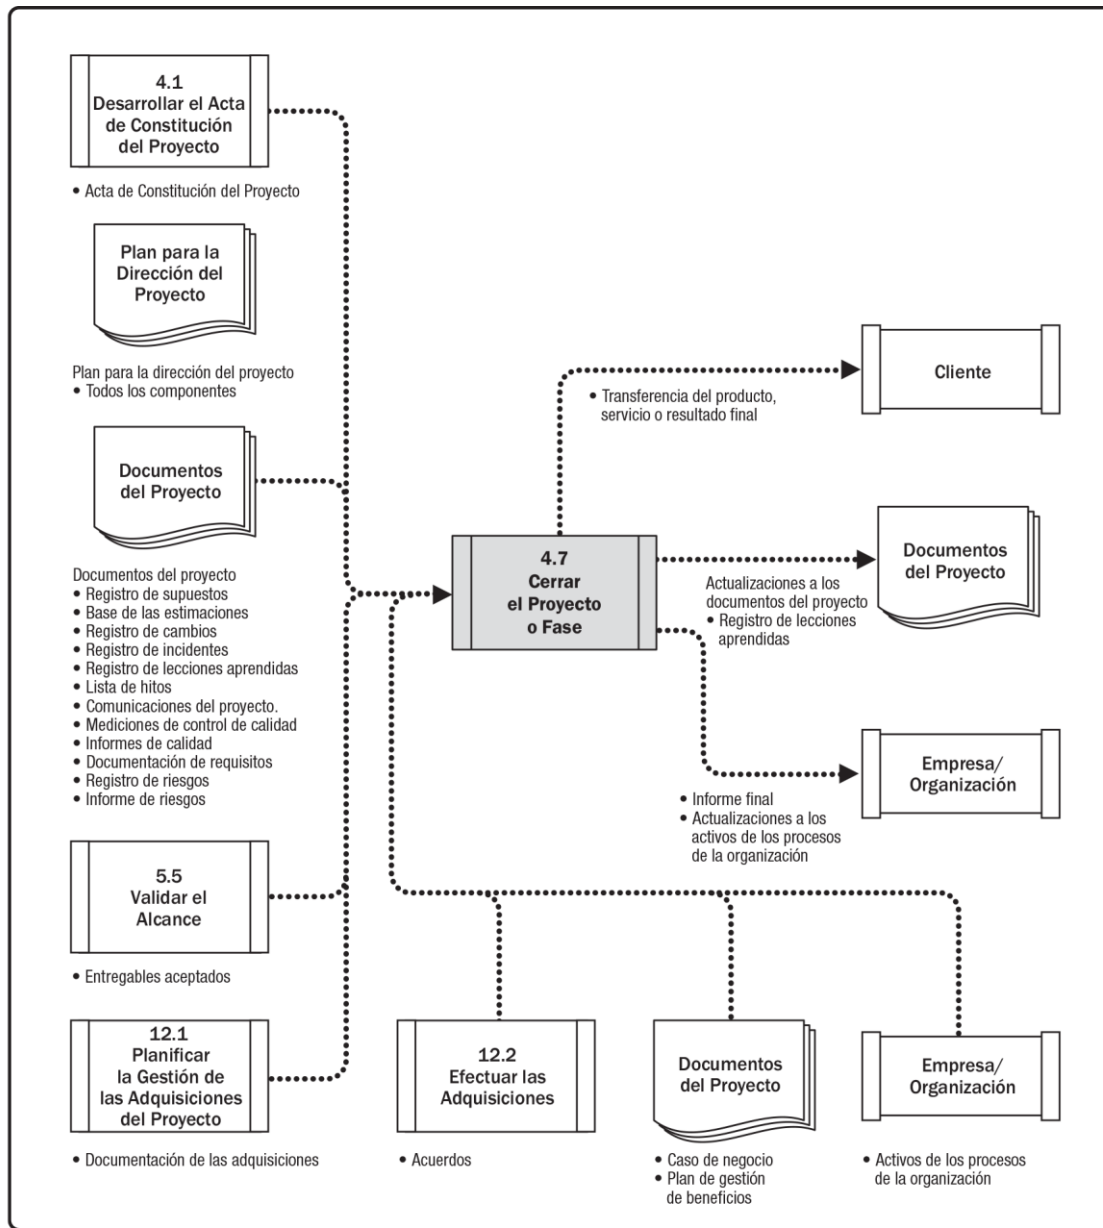 4.1
Desarrollar el Acta
de Constitución
del Proyecto
• Acta de Constitución del Proyecto
Plan para la
Dirección del
Proyecto
Plan para la dirección del proyecto
• Todos los componentes
Documentos
del Proyecto
Documentos del proyecto
• Registro de supuestos
• Base de las estimaciones
• Registro de cambios
• Registro de incidentes
• Registro de lecciones aprendidas
• Lista de hitos
• Comunicaciones del proyecto.
• Mediciones de control de calidad
• Informes de calidad
• Documentación de requisitos
• Registro de riesgos
• Informe de riesgos
5.5
Validar el
Alcance
• Entregables aceptados
12.1
Planificar
la Gestión de
las Adquisiciones
del Proyecto
• Documentación de las adquisiciones
4.7
Cerrar
el Proyecto
o Fase
• Transferencia del producto,
servicio o resultado final
Cliente
Actualizaciones a los
documentos del proyecto
• Registro de lecciones
aprendidas
Documentos
del Proyecto
• Informe final
• Actualizaciones a los
activos de los procesos
de la organización
Empresa/
Organización
12.2
Efectuar las
Adquisiciones
• Acuerdos
Documentos
del Proyecto
• Caso de negocio
• Plan de gestión
de beneficios
Empresa/
Organización
• Activos de los procesos
de la organización